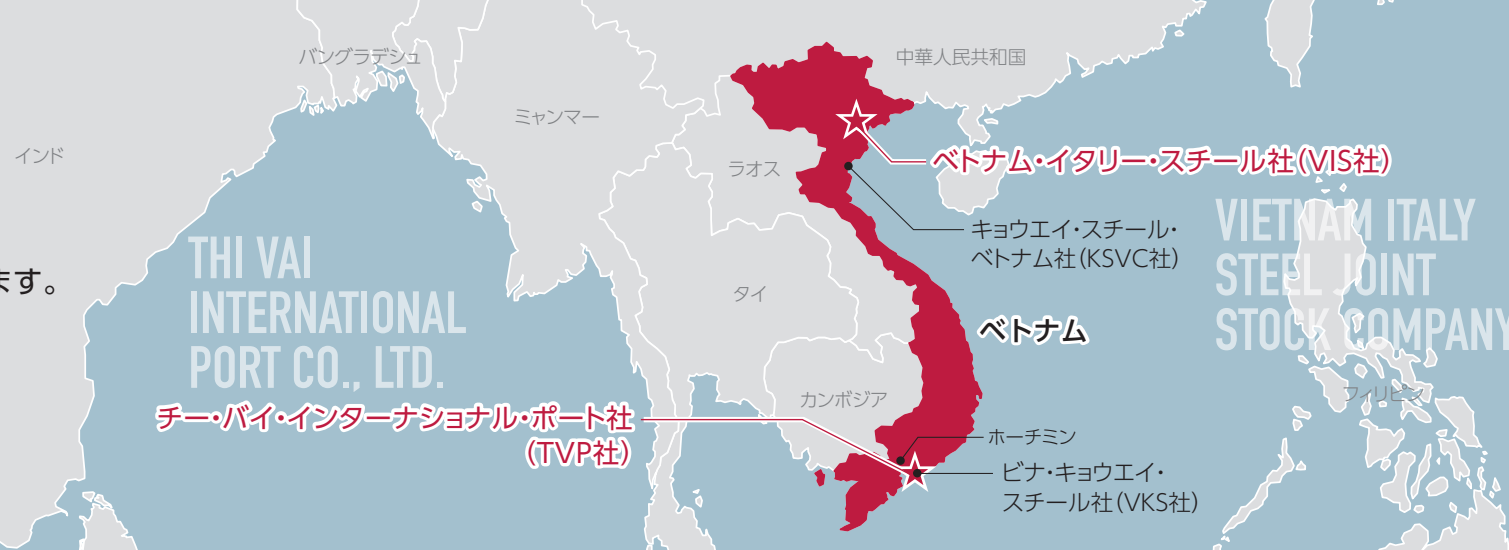 バングラデシュ
中華人民共和国
ミャンマー
インド
ラオス
ベトナム・イタリー・スチール社(VIS社)
キョウエイ・スチール・
ベトナム社(KSVC社)
VIETNAM ITALY
STEEL JOINT
STOCK COMPANY
THI VAI
INTERNATIONAL
PORT CO., LTD.
ます。
タイ
ベトナム
カンボジア
フィリピン
チー・バイ・インターナショナル・ポート社
(TVP社)
ホーチミン
ビナ・キョウエイ・
スチール社(VKS社)